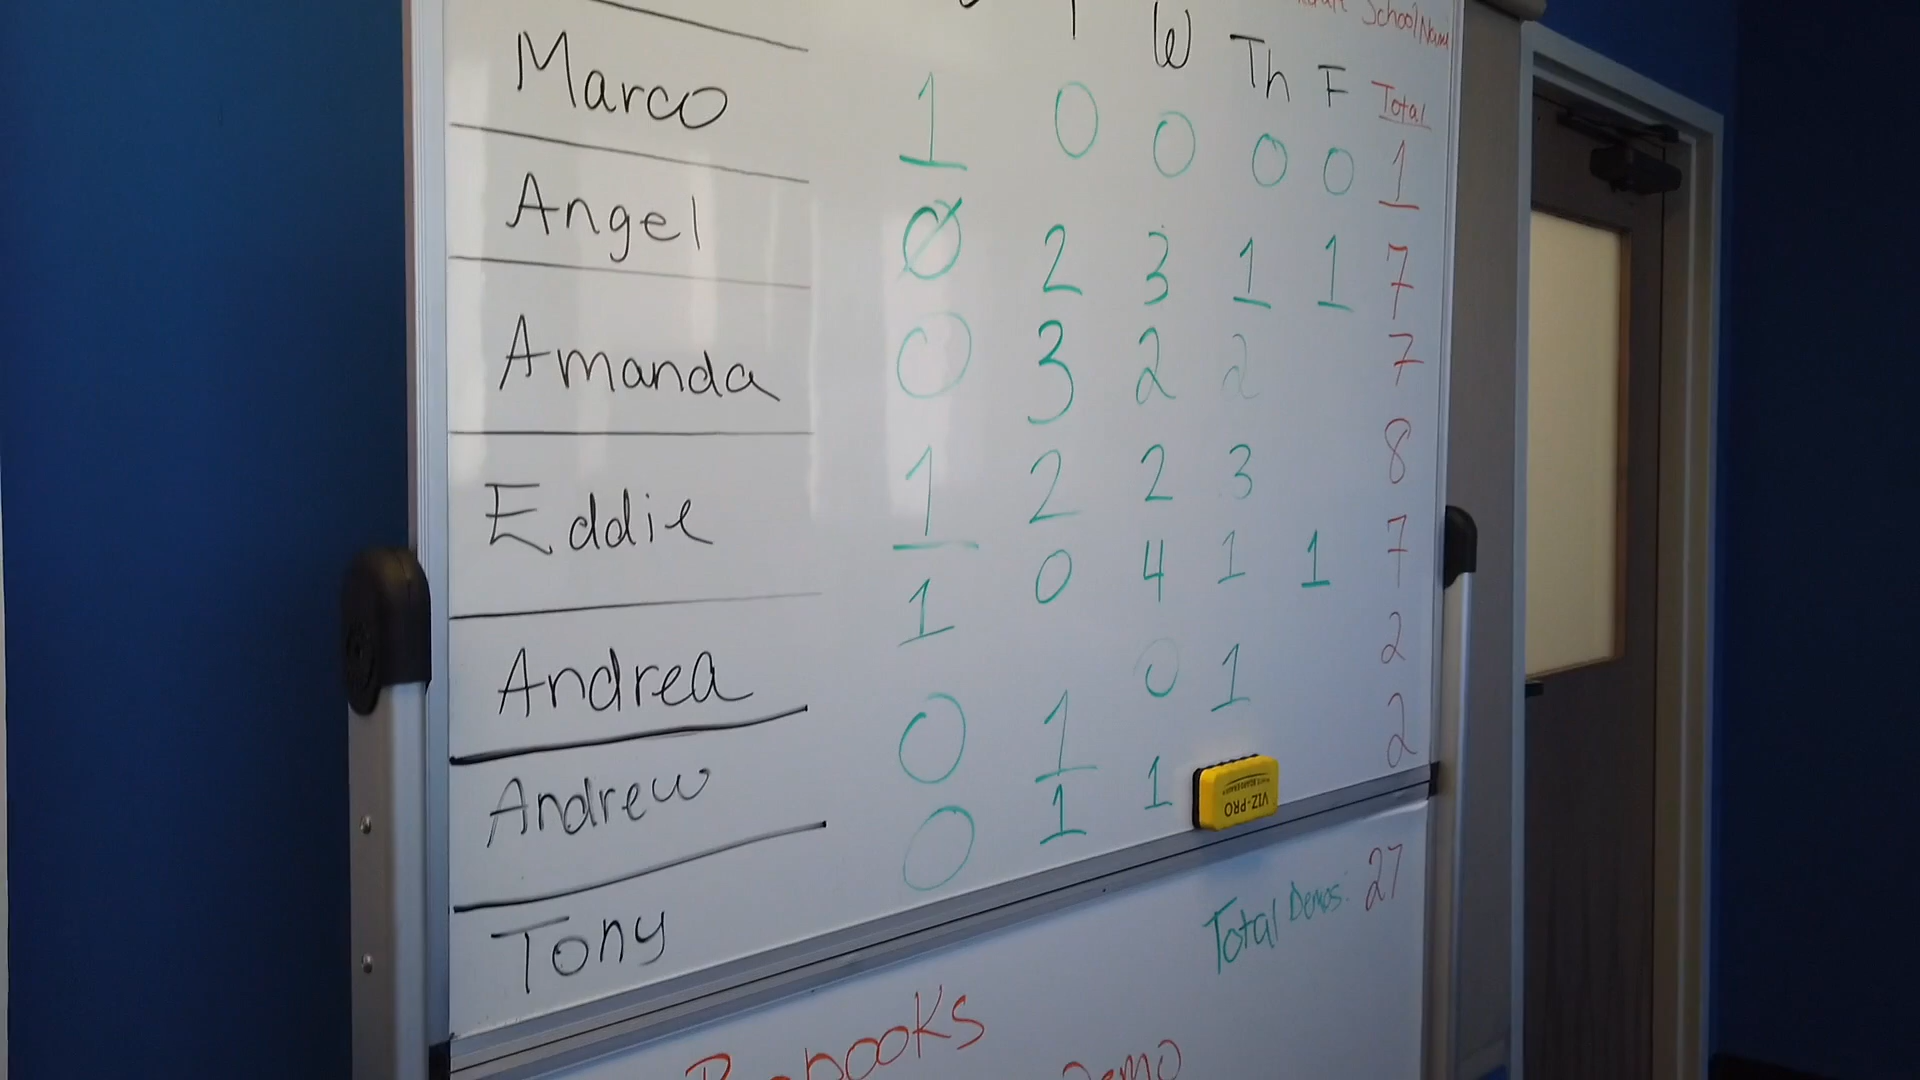 W Th F
School Name
Total
Marco 1 0 0 0 0 1
Angel 0 2 3 1 1 7
Amanda 0 3 2 2 7
Eddie 1 2 2 3 8
Andrea 1 0 4 1 1 7
Andrew 0 1 0 1 2
Tony 0 1 1 2
VIZ-PRO
Total Demos: 27
Demo